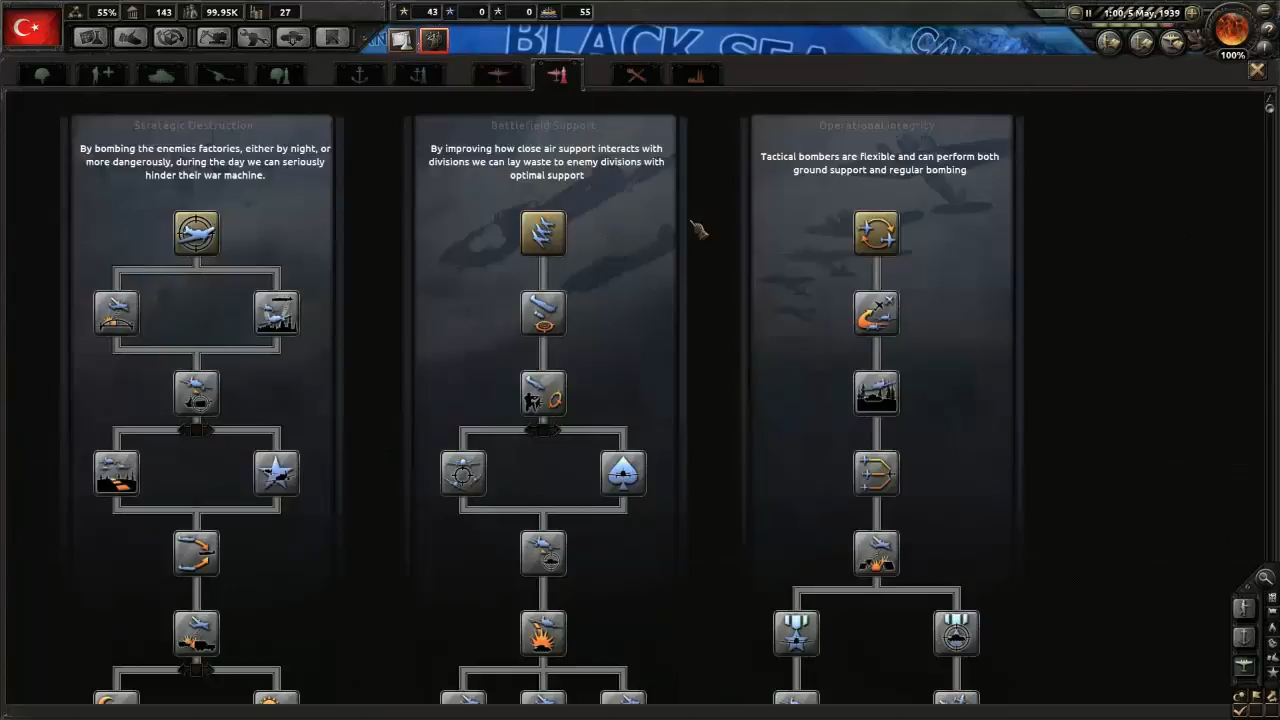 55%
143
99.95K
27
43
0
0
55
1:00, 5 May, 1939
BLACK SEA
100%
Strategic Destruction
By bombing the enemies factories, either by night, or
more dangerously, during the day we can seriously
hinder their war machine.
Battlefield Support
By improving how close air support interacts with
divisions we can lay waste to enemy divisions with
optimal support
Operational Integrity
Tactical bombers are flexible and can perform both
ground support and regular bombing